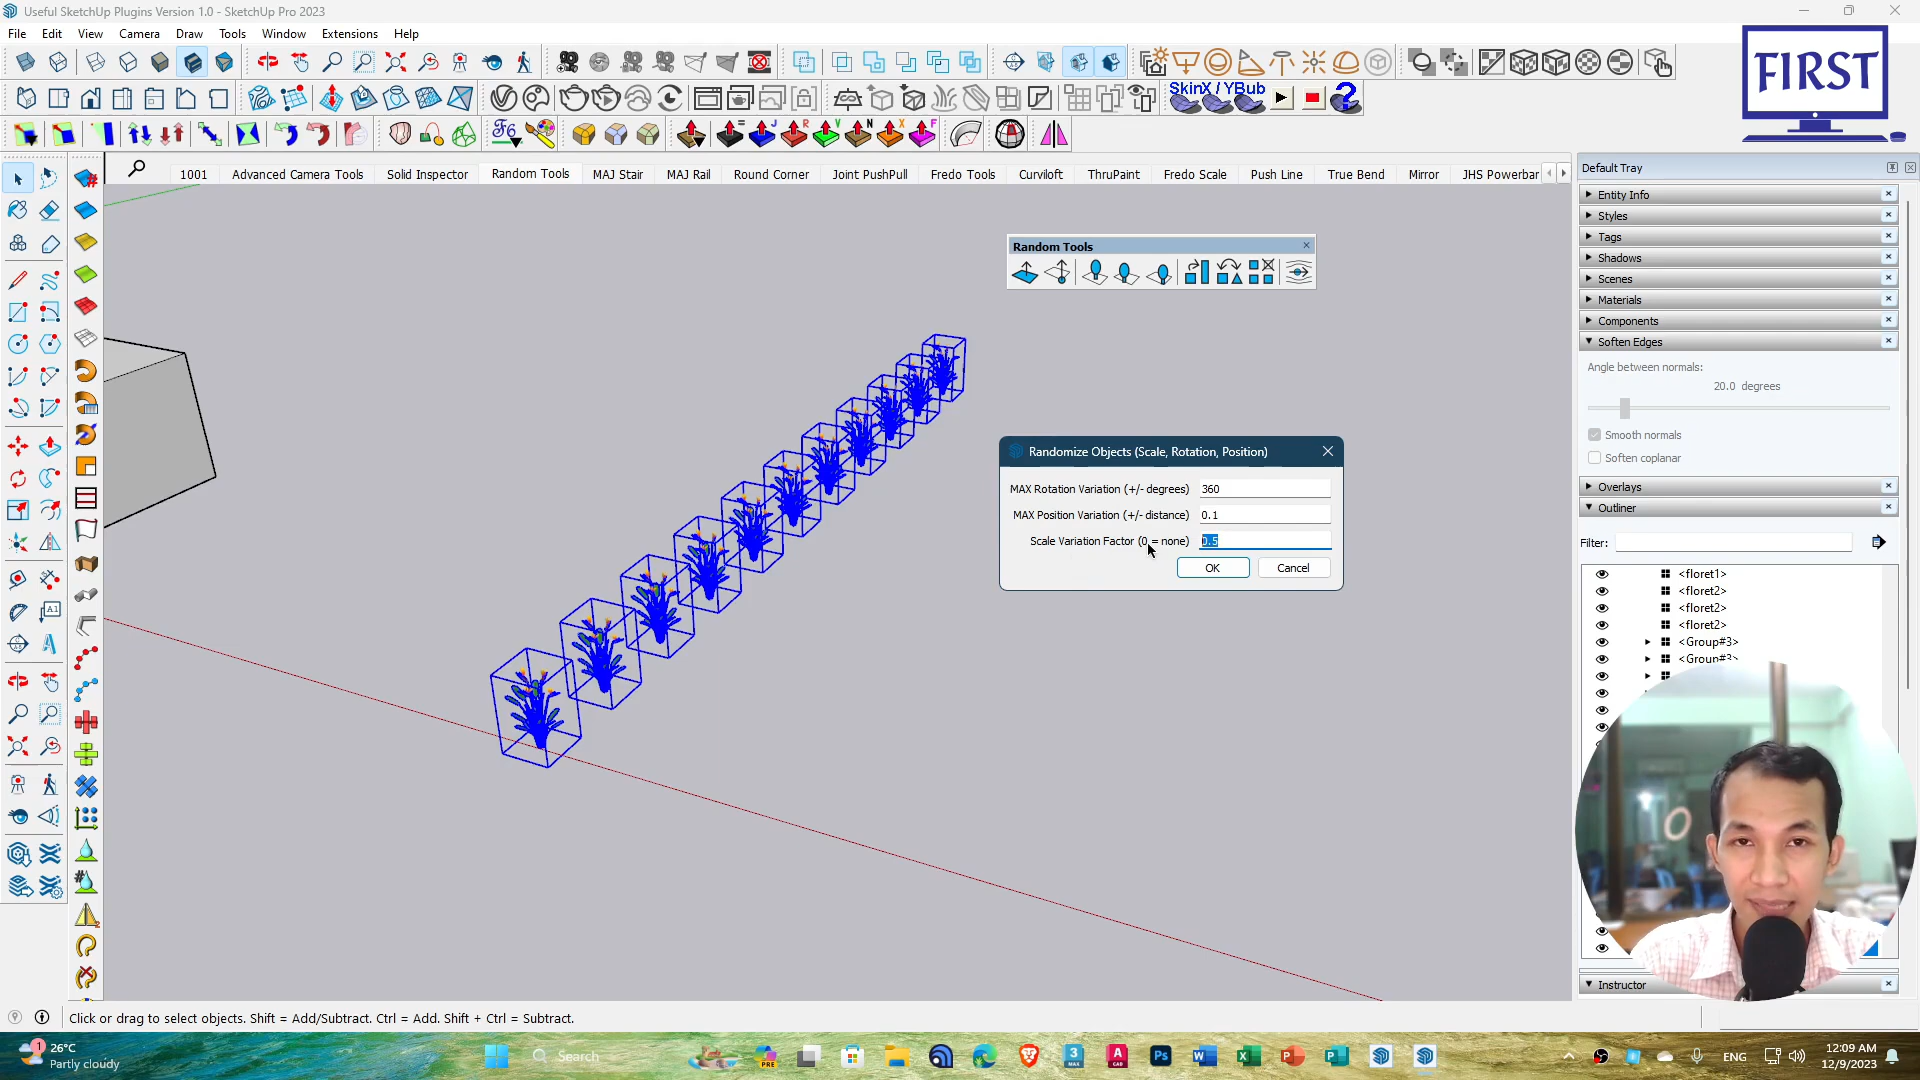 Useful SketchUp Plugins Version 1.0 - SketchUp Pro 2023
File Edit View Camera Draw Tools Window Extensions Help
FIRST
SkinX / YBub
1001 Advanced Camera Tools Solid Inspector Random Tools MAJ Stair MAJ Rail Round Corner Joint PushPull Fredo Tools Curviloft ThruPaint Fredo Scale Push Line True Bend Mirror JHS Powerbar
Default Tray
Entity Info
Styles
Tags
Shadows
Scenes
Materials
Components
Soften Edges
Angle between normals:
20.0 degrees
Smooth normals
Soften coplanar
Overlays
Outliner
Filter:
<floret1>
<floret2>
<floret2>
<floret2>
<Group#3>
<Group#3>
Instructor
Random Tools
Randomize Objects (Scale, Rotation, Position)
MAX Rotation Variation (+/- degrees) 360
MAX Position Variation (+/- distance) 0.1
Scale Variation Factor (0 = none) 0.5
OK Cancel
Click or drag to select objects. Shift = Add/Subtract. Ctrl = Add. Shift + Ctrl = Subtract.
1
26°C
Partly cloudy
Search
PRE
ENG
12:09 AM
12/9/2023